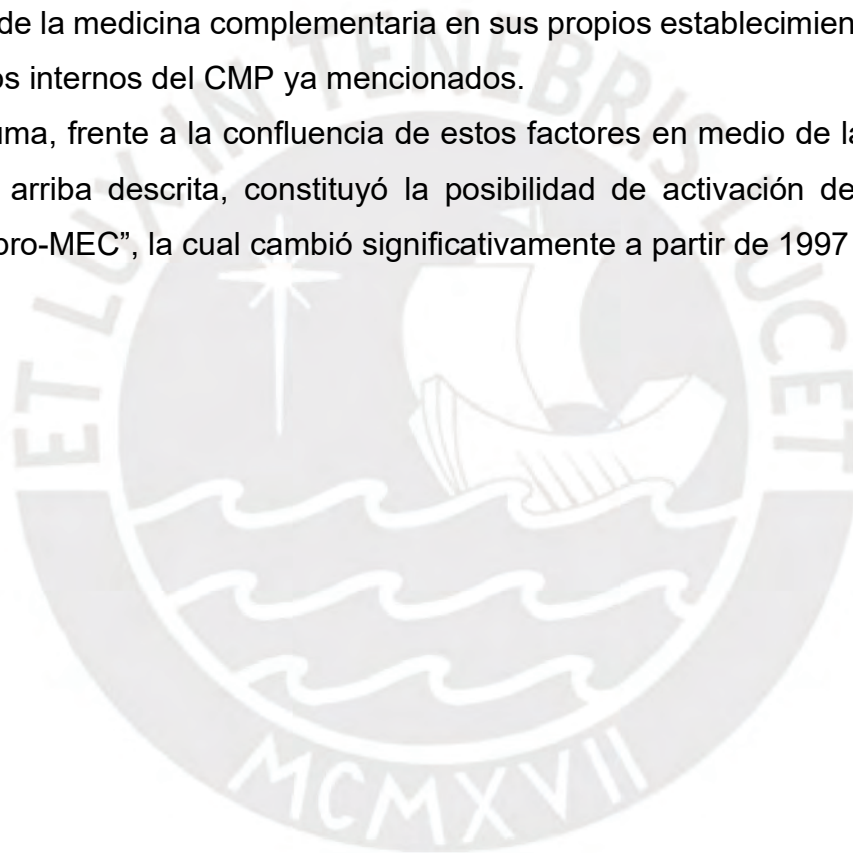 de la medicina complementaria en sus propios establecimien
os internos del CMP ya mencionados.
uma, frente a la confluencia de estos factores en medio de la
arriba descrita, constituyó la posibilidad de activación de
pro-MEC”, la cual cambió significativamente a partir de 1997
ET LUX IN TENEBRIS LUCET
MCMXVII